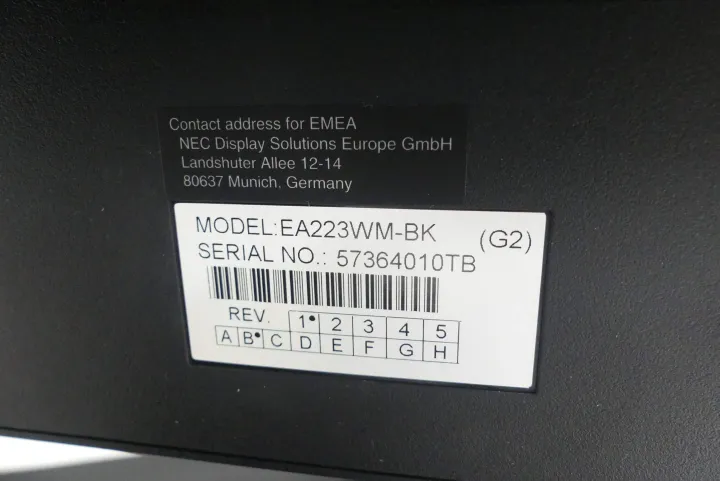 Contact address for EMEA
NEC Display Solutions Europe GmbH
Landshuter Allee 12-14
80637 Munich, Germany
MODEL:EA223WM-BK (G2)
SERIAL NO.: 57364010TB
REV. 1• 2 3 4 5
A B• C D E F G H